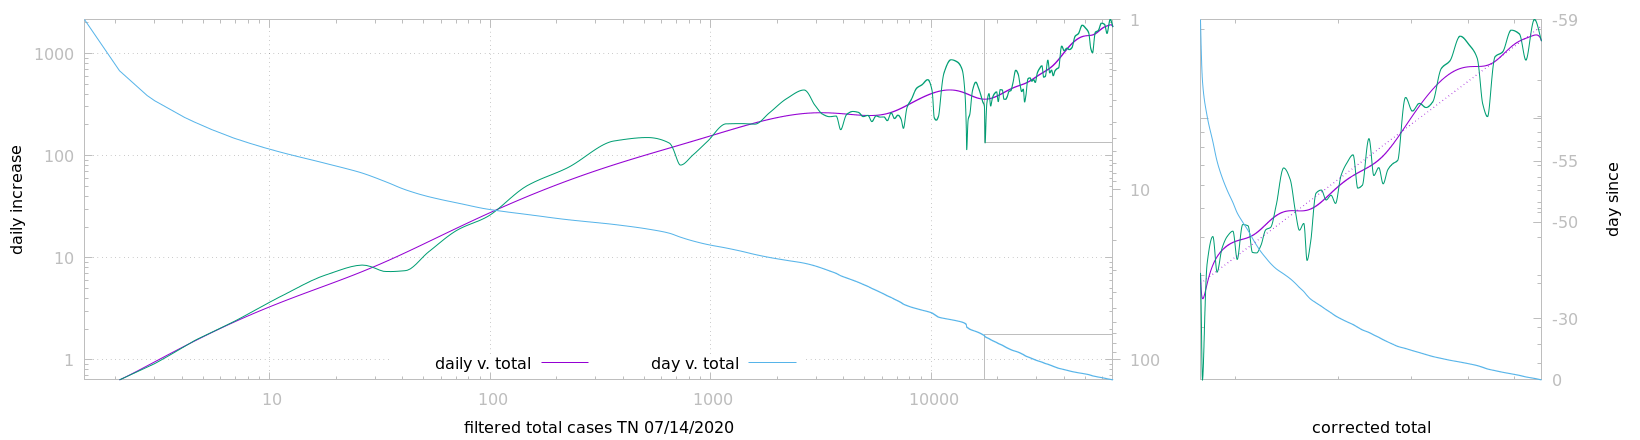 1000
100
10
1
daily increase
10
100
1000
10000
filtered total cases TN 07/14/2020
daily v. total
day v. total
1
10
100
-59
-55
-50
-30
0
day since
corrected total